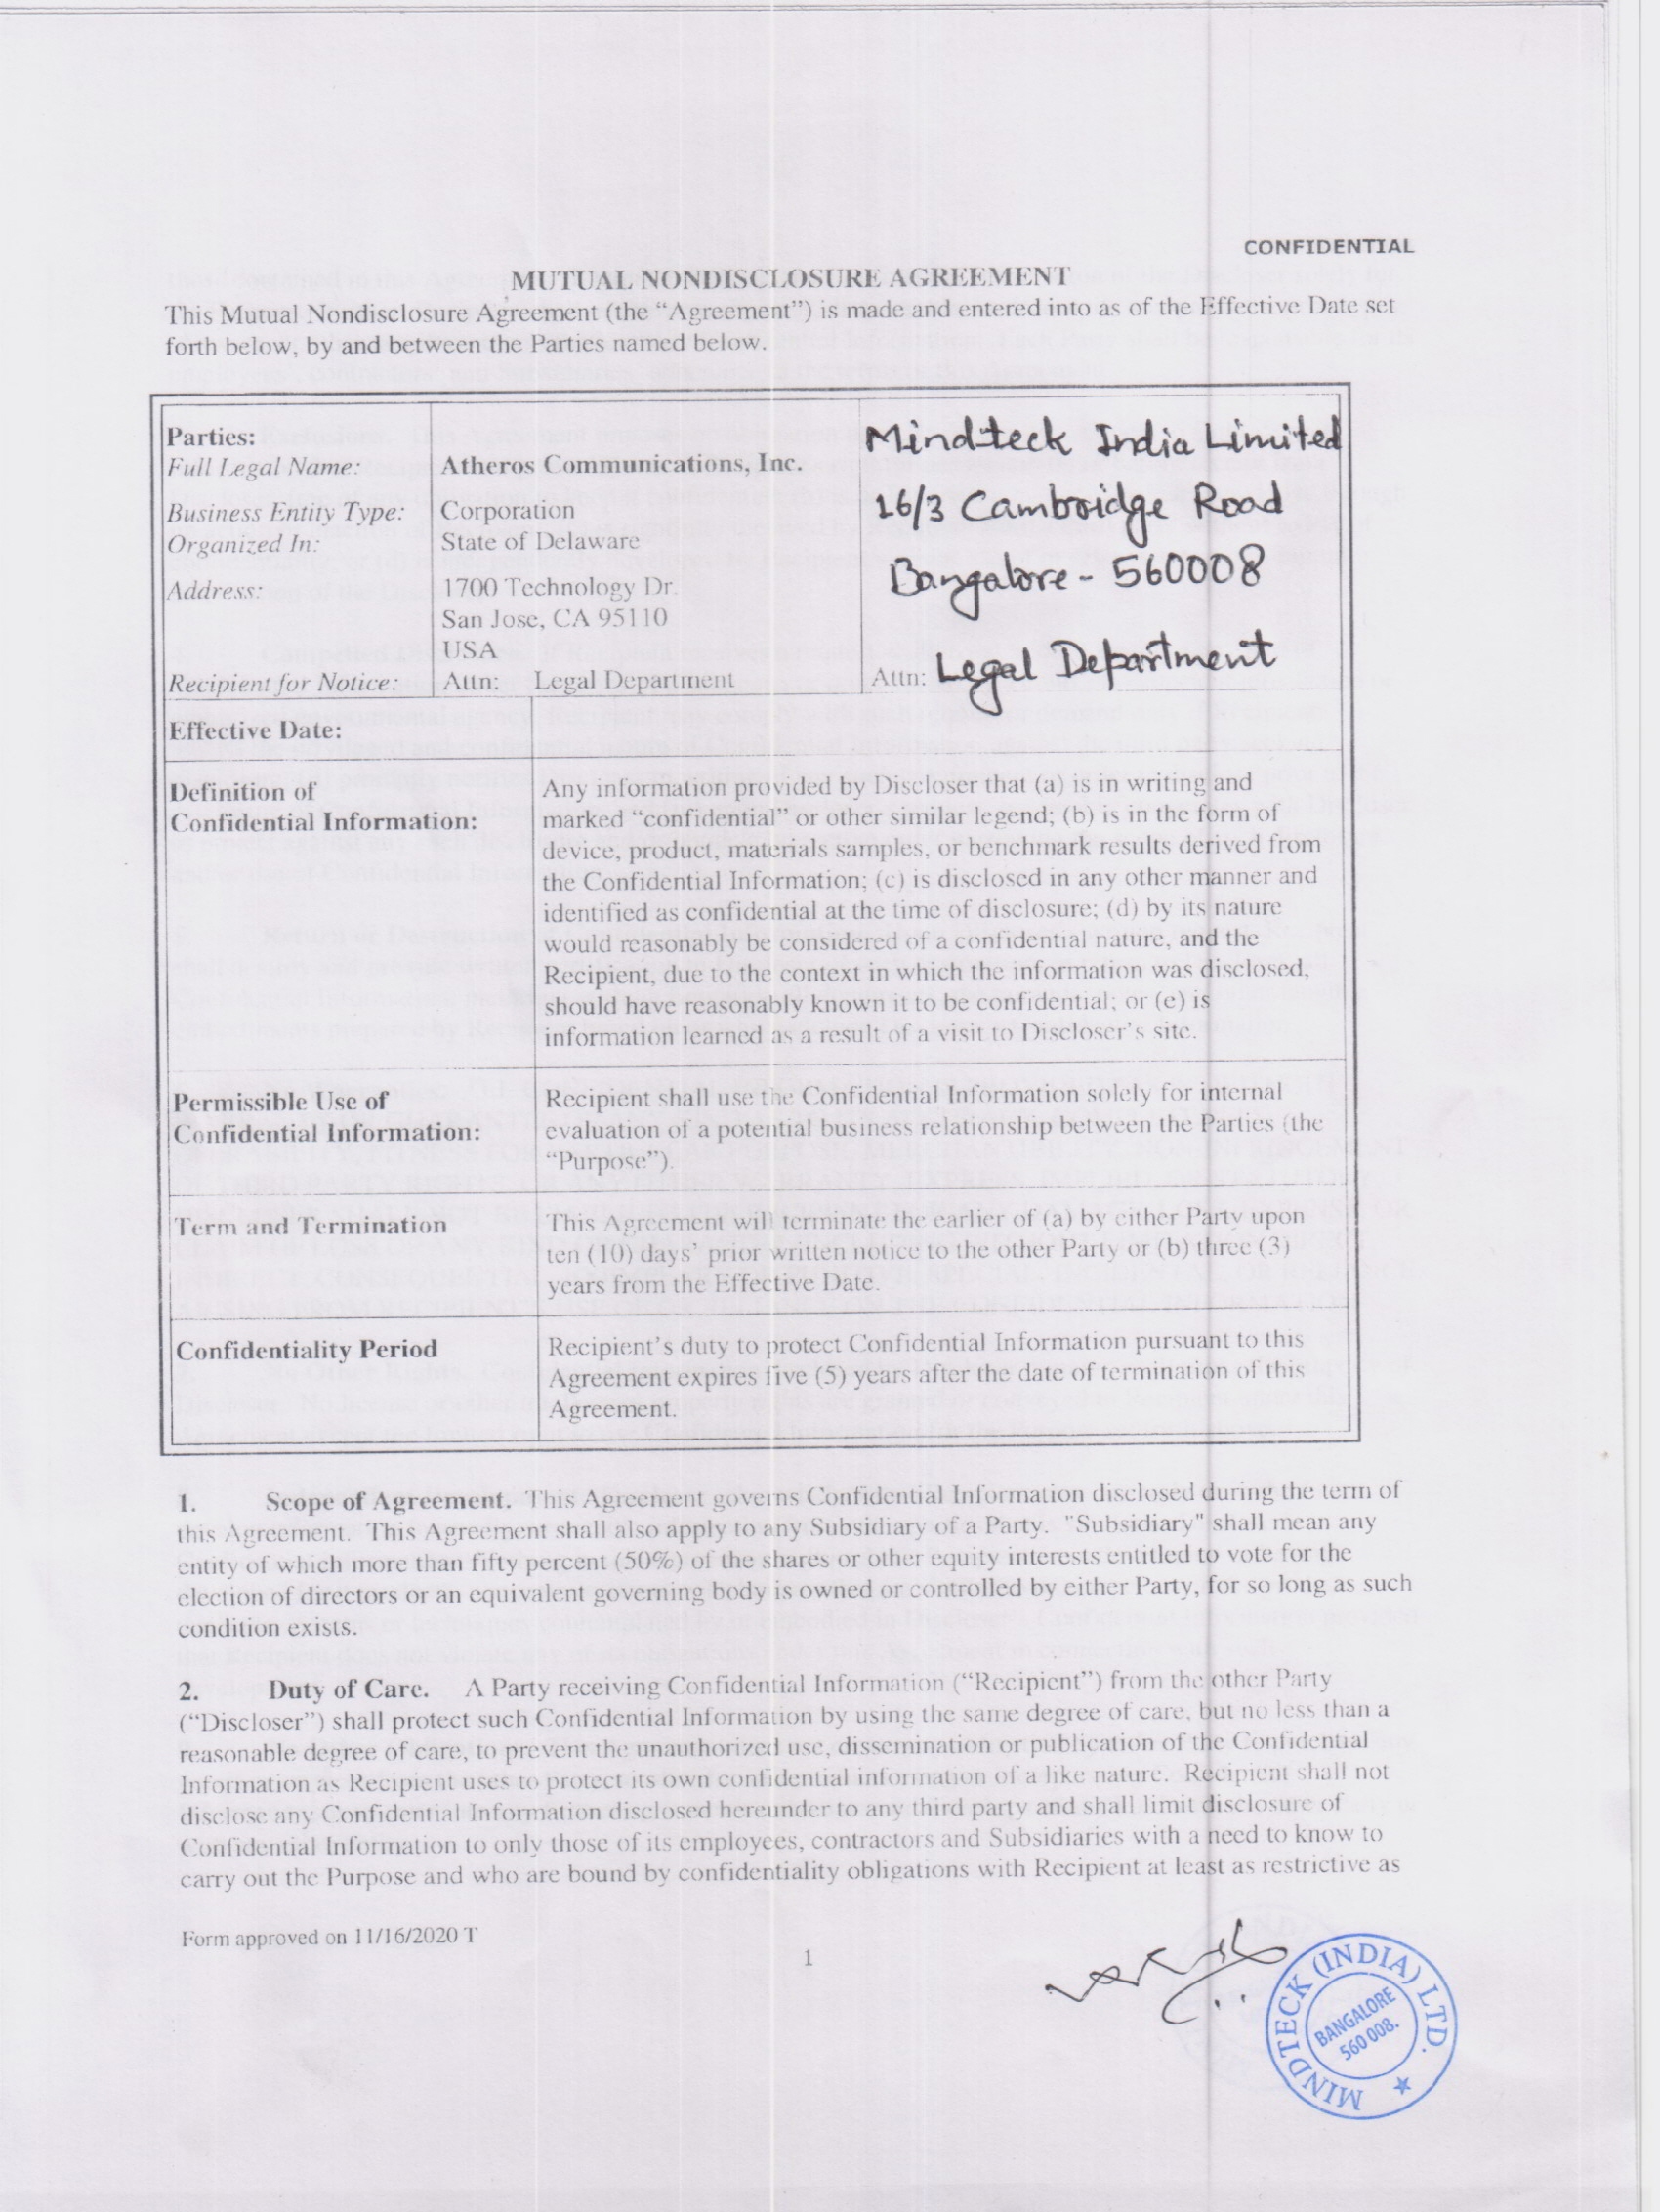 CONFIDENTIAL
MUTUAL NONDISCLOSURE AGREEMENT
This Mutual Nondisclosure Agreement (the “Agreement”) is made and entered into as of the Effective Date set
forth below, by and between the Parties named below.
Parties:
Full Legal Name: Atheros Communications, Inc. Mindteck India Limited
Business Entity Type: Corporation 16/3 Cambridge Road
Organized In: State of Delaware
Address: 1700 Technology Dr. Bangalore - 560008
San Jose, CA 95110
USA
Recipient for Notice: Attn: Legal Department Attn: Legal Department
Effective Date:
Definition of
Confidential Information:
Any information provided by Discloser that (a) is in writing and
marked “confidential” or other similar legend; (b) is in the form of
device, product, materials samples, or benchmark results derived from
the Confidential Information; (c) is disclosed in any other manner and
identified as confidential at the time of disclosure; (d) by its nature
would reasonably be considered of a confidential nature, and the
Recipient, due to the context in which the information was disclosed,
should have reasonably known it to be confidential; or (e) is
information learned as a result of a visit to Discloser’s site.
Permissible Use of
Confidential Information:
Recipient shall use the Confidential Information solely for internal
evaluation of a potential business relationship between the Parties (the
“Purpose”).
Term and Termination
This Agreement will terminate the earlier of (a) by either Party upon
ten (10) days’ prior written notice to the other Party or (b) three (3)
years from the Effective Date.
Confidentiality Period
Recipient’s duty to protect Confidential Information pursuant to this
Agreement expires five (5) years after the date of termination of this
Agreement.
1. Scope of Agreement. This Agreement governs Confidential Information disclosed during the term of
this Agreement. This Agreement shall also apply to any Subsidiary of a Party. "Subsidiary" shall mean any
entity of which more than fifty percent (50%) of the shares or other equity interests entitled to vote for the
election of directors or an equivalent governing body is owned or controlled by either Party, for so long as such
condition exists.
2. Duty of Care. A Party receiving Confidential Information (“Recipient”) from the other Party
(“Discloser”) shall protect such Confidential Information by using the same degree of care, but no less than a
reasonable degree of care, to prevent the unauthorized use, dissemination or publication of the Confidential
Information as Recipient uses to protect its own confidential information of a like nature. Recipient shall not
disclose any Confidential Information disclosed hereunder to any third party and shall limit disclosure of
Confidential Information to only those of its employees, contractors and Subsidiaries with a need to know to
carry out the Purpose and who are bound by confidentiality obligations with Recipient at least as restrictive as
Form approved on 11/16/2020 T
1
MINDTECK (INDIA) LTD.
BANGALORE
560 008.